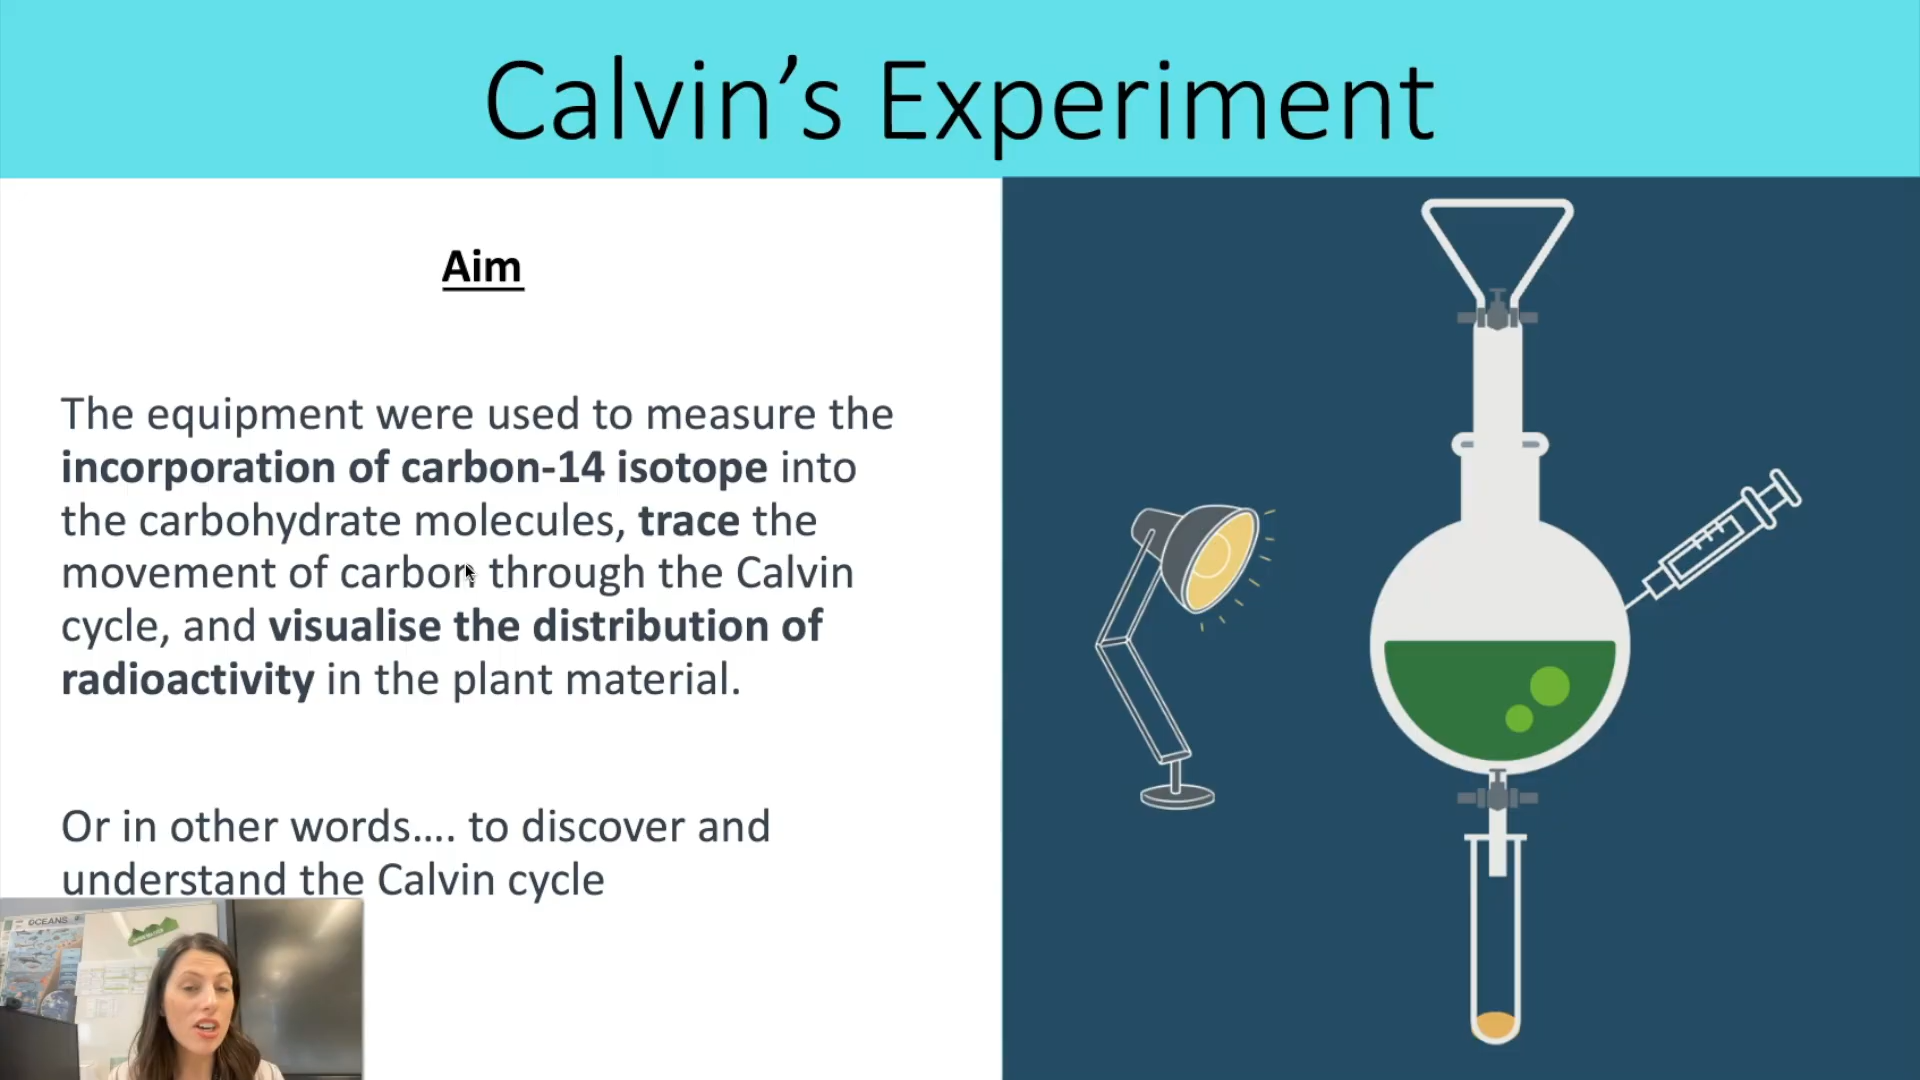 Calvin’s Experiment
Aim
The equipment were used to measure the
incorporation of carbon-14 isotope into
the carbohydrate molecules, trace the
movement of carbon through the Calvin
cycle, and visualise the distribution of
radioactivity in the plant material.
Or in other words.... to discover and
understand the Calvin cycle
OCEANS